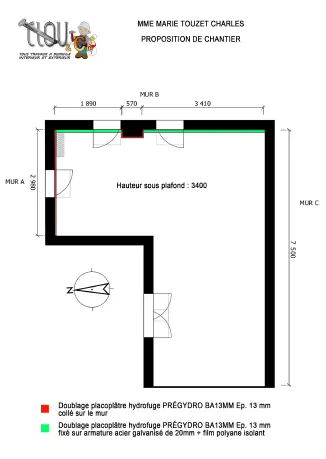 TLOU
TOUS TRAVAUX A DOMICILE
INTERIEUR ET EXTERIEUR
MME MARIE TOUZET CHARLES
PROPOSITION DE CHANTIER
MUR B
1 890
570
3 410
MUR A
2 980
Hauteur sous plafond : 3400
MUR C
7 500
N
Doublage placoplâtre hydrofuge PRÉGYDRO BA13MM Ep. 13 mm
collé sur le mur
Doublage placoplâtre hydrofuge PRÉGYDRO BA13MM Ep. 13 mm
fixé sur armature acier galvanisé de 20mm + film polyane isolant